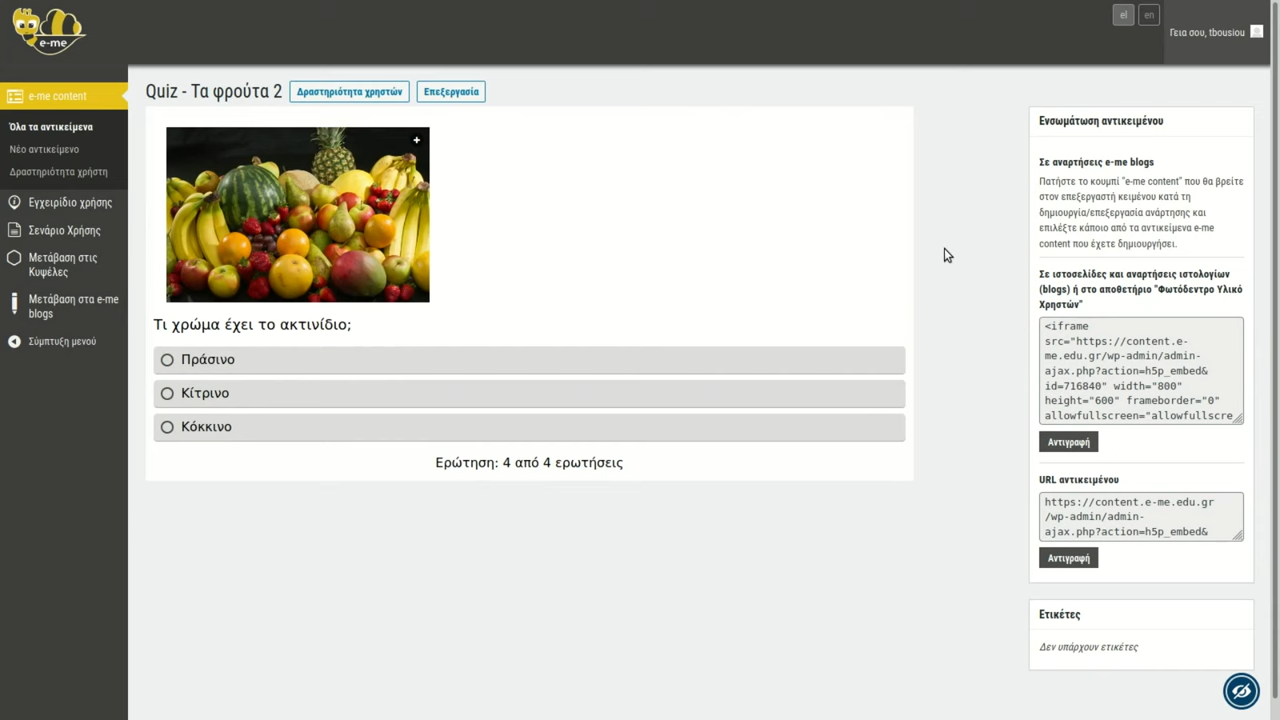 e-me
el
en
Γεια σου, tbousiou
e-me content
Όλα τα αντικείμενα
Νέο αντικείμενο
Δραστηριότητα χρήστη
Εγχειρίδιο χρήσης
Σενάριο Χρήσης
Μετάβαση στις
Κυψέλες
Μετάβαση στα e-me
blogs
Σύμπτυξη μενού
Quiz - Τα φρούτα 2
Δραστηριότητα χρηστών
Επεξεργασία
Τι χρώμα έχει το ακτινίδιο;
Πράσινο
Κίτρινο
Κόκκινο
Ερώτηση: 4 από 4 ερωτήσεις
Ενσωμάτωση αντικειμένου
Σε αναρτήσεις e-me blogs
Πατήστε το κουμπί "e-me content" που θα βρείτε
στον επεξεργαστή κειμένου κατά τη
δημιουργία/επεξεργασία ανάρτησης και
επιλέξτε κάποιο από τα αντικείμενα e-me
content που έχετε δημιουργήσει.
Σε ιστοσελίδες και αναρτήσεις ιστολογίων
(blogs) ή στο αποθετήριο "Φωτόδεντρο Υλικό
Χρηστών"
<iframe
src="https://content.e-
me.edu.gr/wp-admin/admin-
ajax.php?action=h5p_embed&
id=716840" width="800"
height="600" frameborder="0"
allowfullscreen="allowfullscre
Αντιγραφή
URL αντικειμένου
https://content.e-me.edu.gr
/wp-admin/admin-
ajax.php?action=h5p_embed&
Αντιγραφή
Ετικέτες
Δεν υπάρχουν ετικέτες